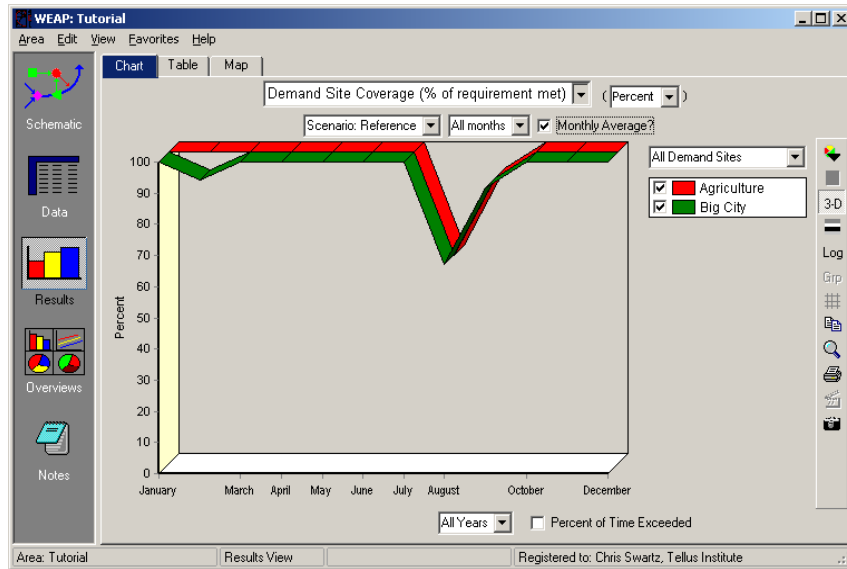 WEAP: Tutorial
Area Edit View Favorites Help
Chart Table Map
Demand Site Coverage (% of requirement met) ( Percent )
Scenario: Reference All months Monthly Average?
Schematic
Data
Results
Overviews
Notes
Percent
100
90
80
70
60
50
40
30
20
10
0
January March April May June July August October December
All Demand Sites
Agriculture
Big City
3-D
Log
Grp
All Years Percent of Time Exceeded
Area: Tutorial Results View Registered to: Chris Swartz, Tellus Institute